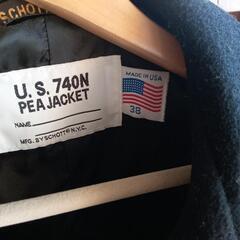 SCHOTT
U.S. 740N
PEA JACKET
NAME
MFG. BY SCHOTT N.Y.C.
MADE IN USA
38